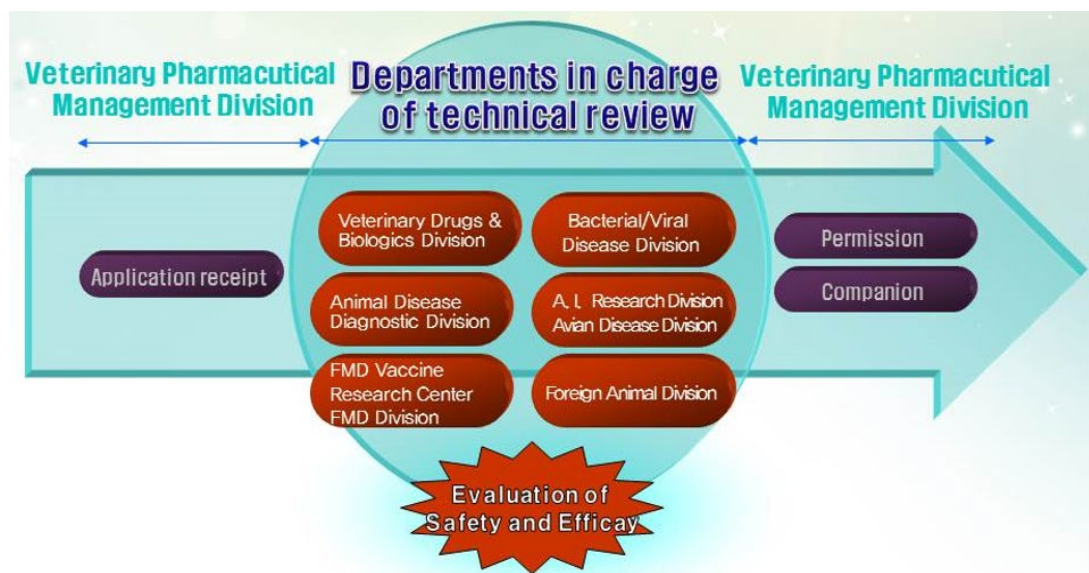 Veterinary Pharmacutical
Management Division
Departments in charge
of technical review
Veterinary Pharmacutical
Management Division
Application receipt
Veterinary Drugs &
Biologics Division
Bacterial/Viral
Disease Division
Animal Disease
Diagnostic Division
A, I, Research Division
Avian Disease Division
FMD Vaccine
Research Center
FMD Division
Foreign Animal Division
Permission
Companion
Evaluation of
Safety and Efficay